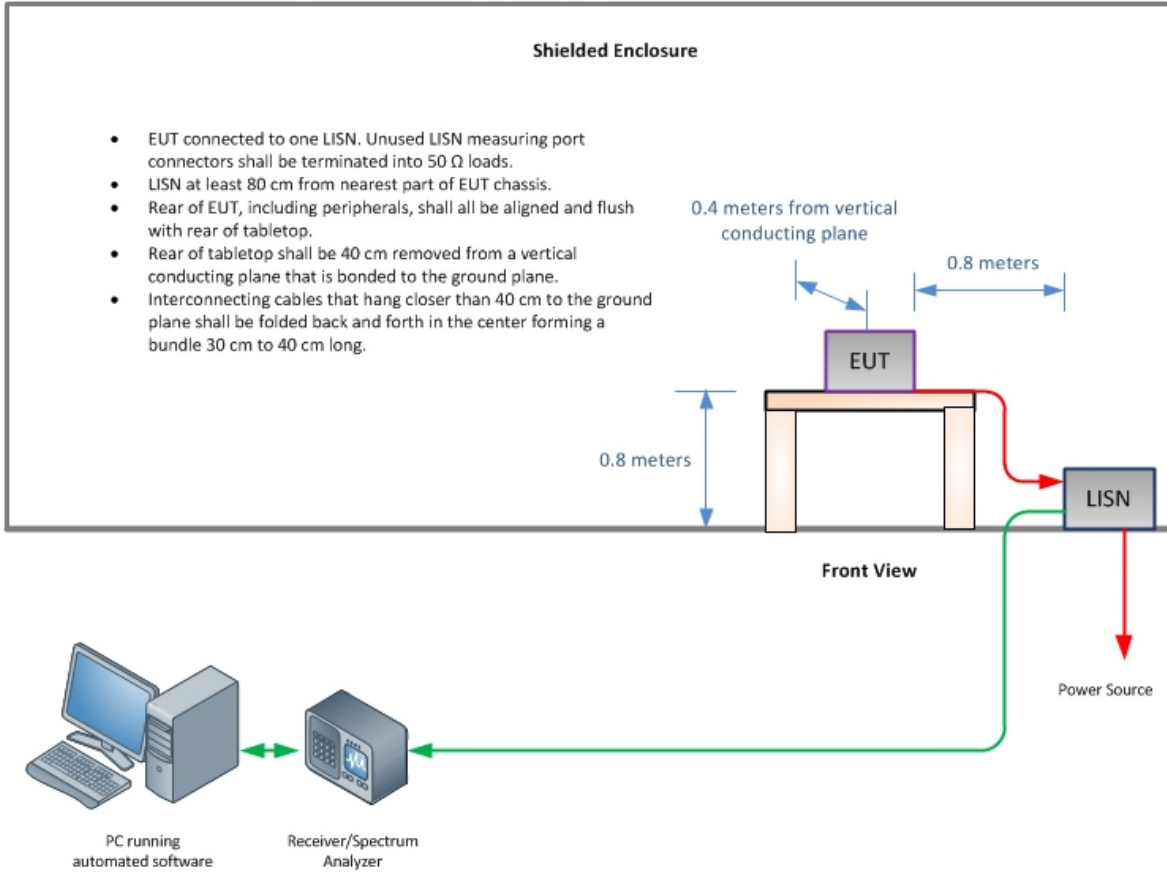 Shielded Enclosure
• EUT connected to one LISN. Unused LISN measuring port
connectors shall be terminated into 50 Ω loads.
• LISN at least 80 cm from nearest part of EUT chassis.
• Rear of EUT, including peripherals, shall all be aligned and flush
with rear of tabletop.
• Rear of tabletop shall be 40 cm removed from a vertical
conducting plane that is bonded to the ground plane.
• Interconnecting cables that hang closer than 40 cm to the ground
plane shall be folded back and forth in the center forming a
bundle 30 cm to 40 cm long.
0.4 meters from vertical
conducting plane
0.8 meters
EUT
0.8 meters
LISN
Front View
Power Source
PC running
automated software
Receiver/Spectrum
Analyzer